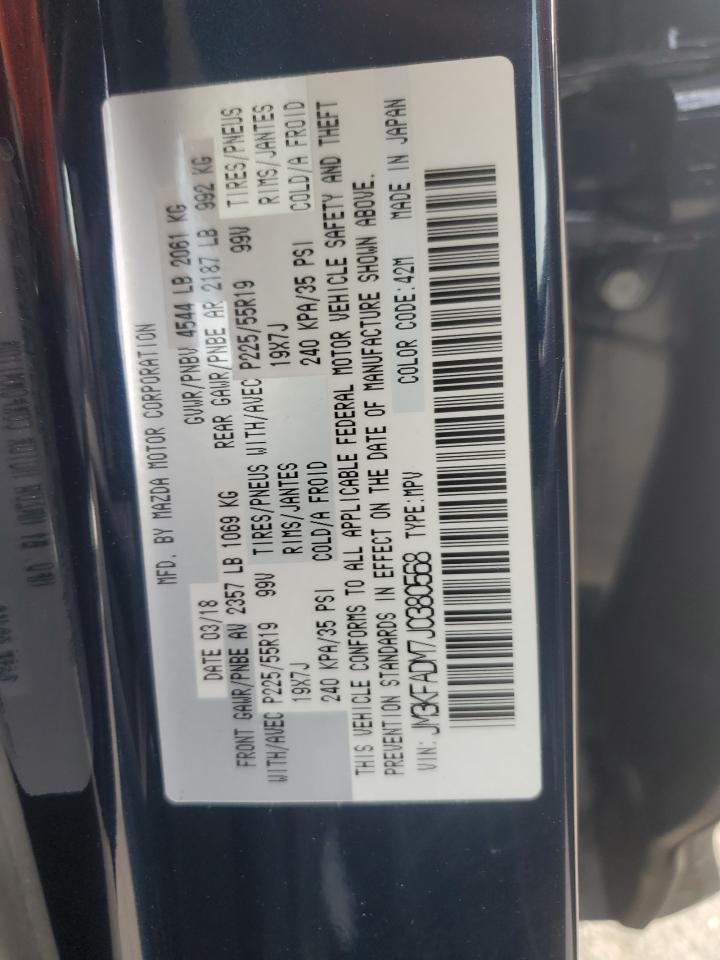 MFD. BY MAZDA MOTOR CORPORATION
DATE 03/18 GVWR/PNBV 4544 LB 2061 KG
FRONT GAWR/PNBE AV 2357 LB 1069 KG REAR GAWR/PNBE AR 2187 LB 992 KG
WITH/AVEC P225/55R19 99V TIRES/PNEUS WITH/AVEC P225/55R19 99V TIRES/PNEUS
19X7J RIMS/JANTES 19X7J RIMS/JANTES
240 KPA/35 PSI COLD/A FROID 240 KPA/35 PSI COLD/A FROID
THIS VEHICLE CONFORMS TO ALL APPLICABLE FEDERAL MOTOR VEHICLE SAFETY AND THEFT
PREVENTION STANDARDS IN EFFECT ON THE DATE OF MANUFACTURE SHOWN ABOVE.
VIN: JM3KFADM7J0380568 TYPE:MPV COLOR CODE:42M MADE IN JAPAN